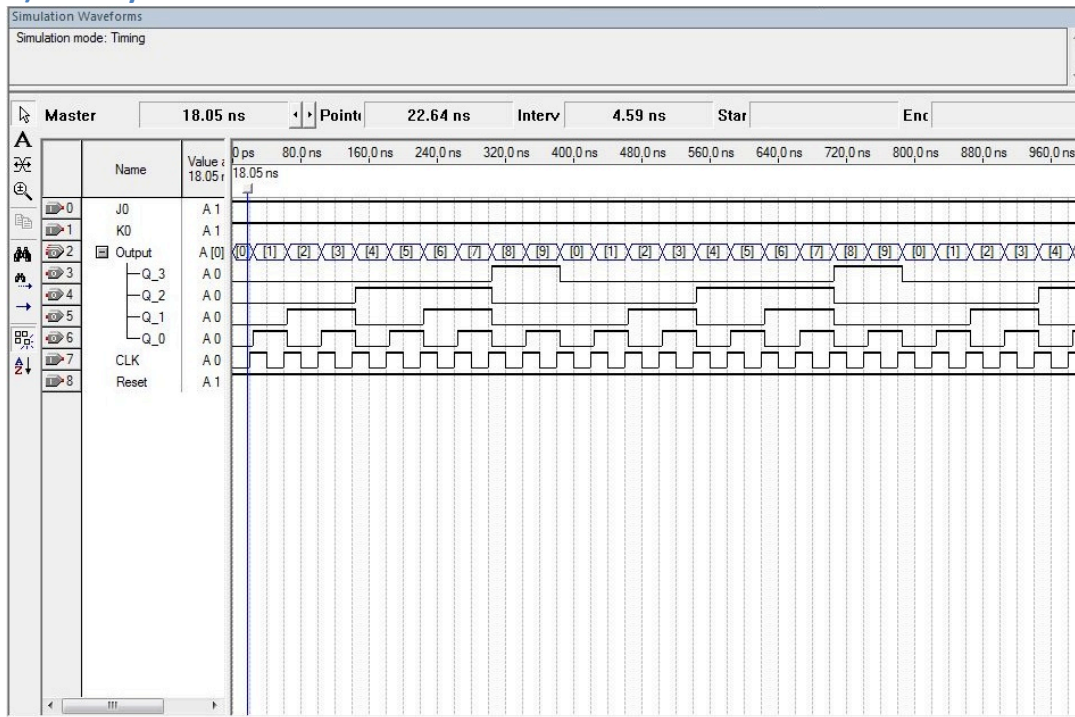 Simulation Waveforms
Simulation mode: Timing
Master 18.05 ns Pointe 22.64 ns Interv 4.59 ns Star Enc
Name Value a 18.05 r
0 ps 80.0 ns 160.0 ns 240.0 ns 320.0 ns 400.0 ns 480.0 ns 560.0 ns 640.0 ns 720.0 ns 800.0 ns 880.0 ns 960.0 ns
18.05 ns
0 J0 A 1
1 K0 A 1
2 Output A [0] [0] [1] [2] [3] [4] [5] [6] [7] [8] [9] [0] [1] [2] [3] [4] [5] [6] [7] [8] [9] [0] [1] [2] [3] [4]
3 Q_3 A 0
4 Q_2 A 0
5 Q_1 A 0
6 Q_0 A 0
7 CLK A 0
8 Reset A 1